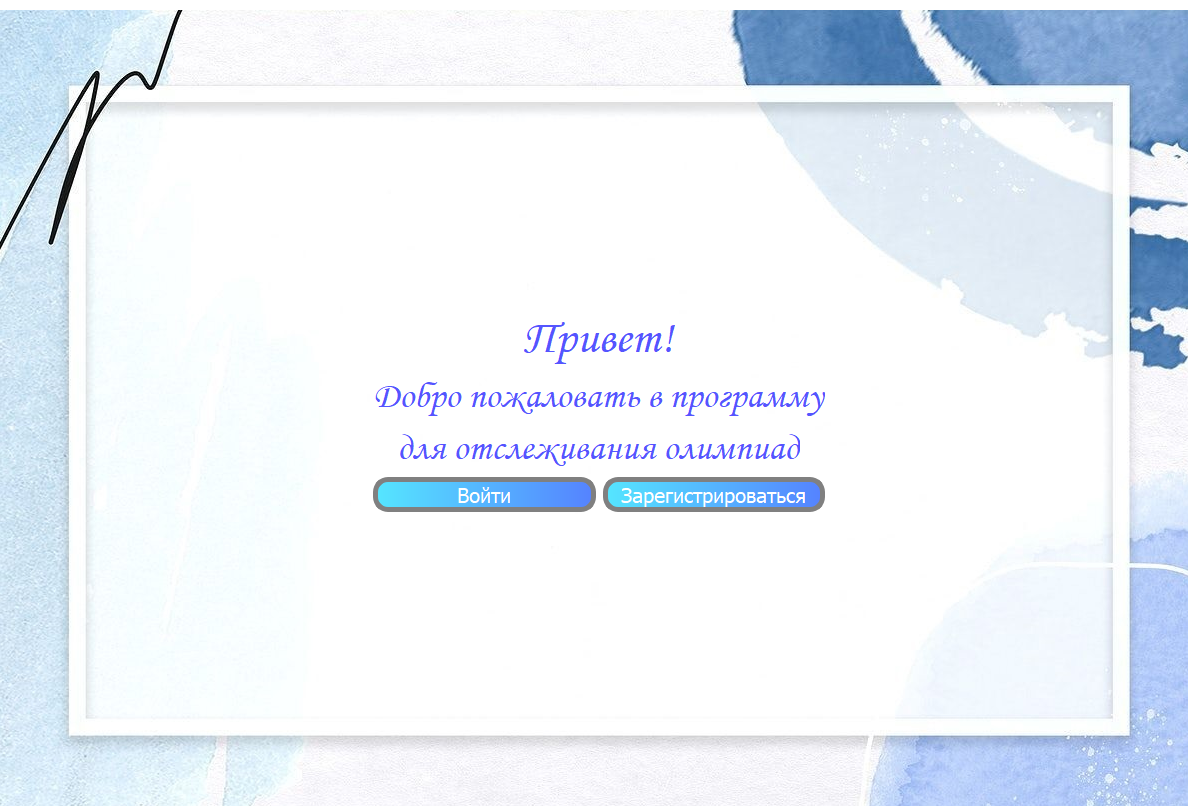 Привет!
Добро пожаловать в программу
для отслеживания олимпиад
Войти Зарегистрироваться